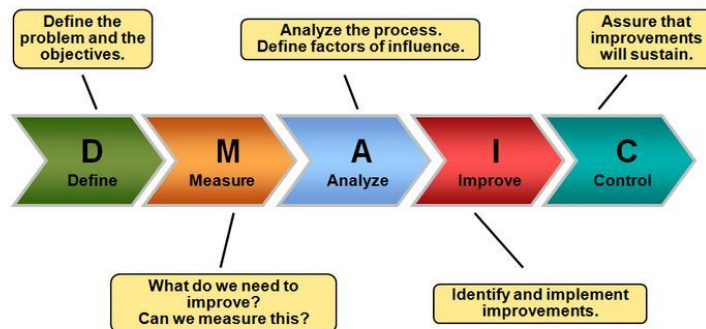 Define the
problem and the
objectives.
Analyze the process.
Define factors of influence.
Assure that
improvements
will sustain.
D
Define
M
Measure
A
Analyze
I
Improve
C
Control
What do we need to
improve?
Can we measure this?
Identify and implement
improvements.